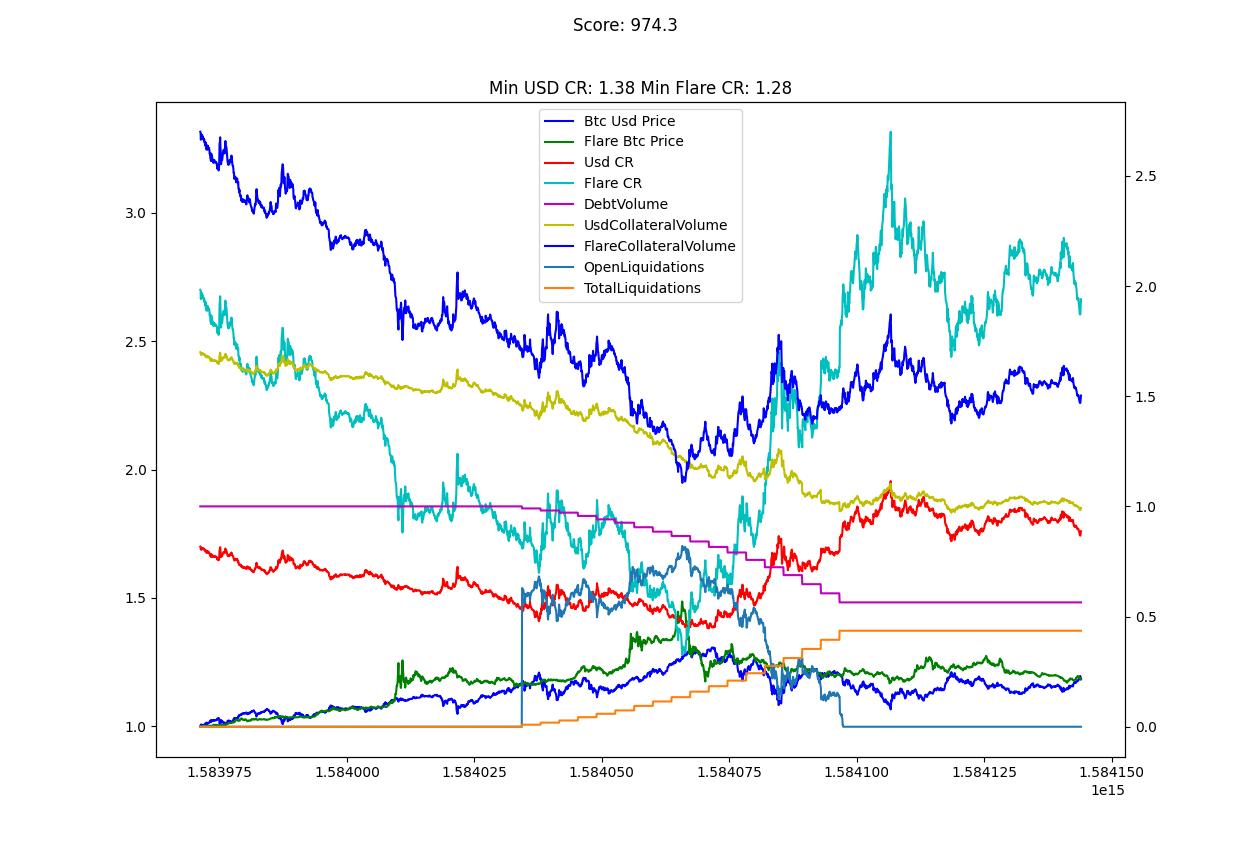 Score: 974.3
Min USD CR: 1.38 Min Flare CR: 1.28
Btc Usd Price
Flare Btc Price
Usd CR
Flare CR
DebtVolume
UsdCollateralVolume
FlareCollateralVolume
OpenLiquidations
TotalLiquidations
3.0
2.5
2.0
1.5
1.0
2.5
2.0
1.5
1.0
0.5
0.0
1.583975 1.584000 1.584025 1.584050 1.584075 1.584100 1.584125 1.584150
1e15